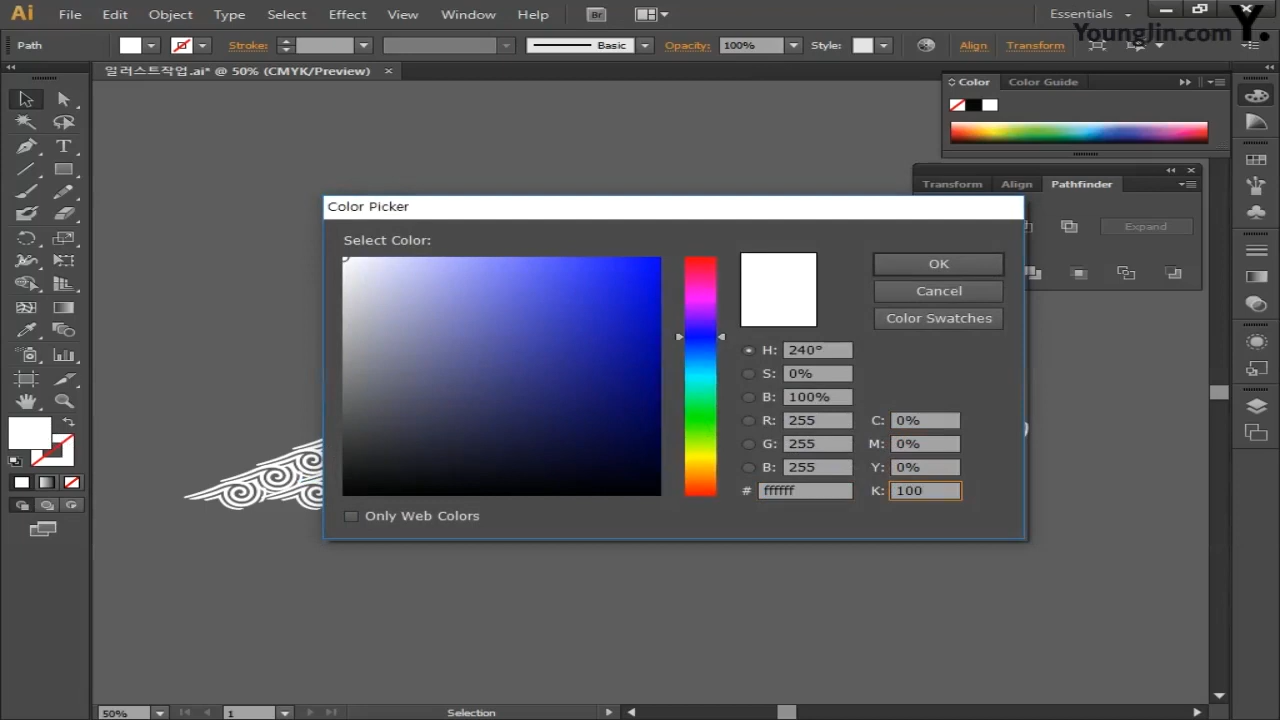 Ai File Edit Object Type Select Effect View Window Help Br Essentials
YoungJin.com Y.
Path Stroke: Basic Opacity: 100% Style: Align Transform
일러스트작업.ai* @ 50% (CMYK/Preview) ×
Color Color Guide
Transform Align Pathfinder
Expand
Color Picker
Select Color:
OK
Cancel
Color Swatches
H: 240°
S: 0%
B: 100%
R: 255 C: 0%
G: 255 M: 0%
B: 255 Y: 0%
# ffffff K: 100
Only Web Colors
50% 1 Selection